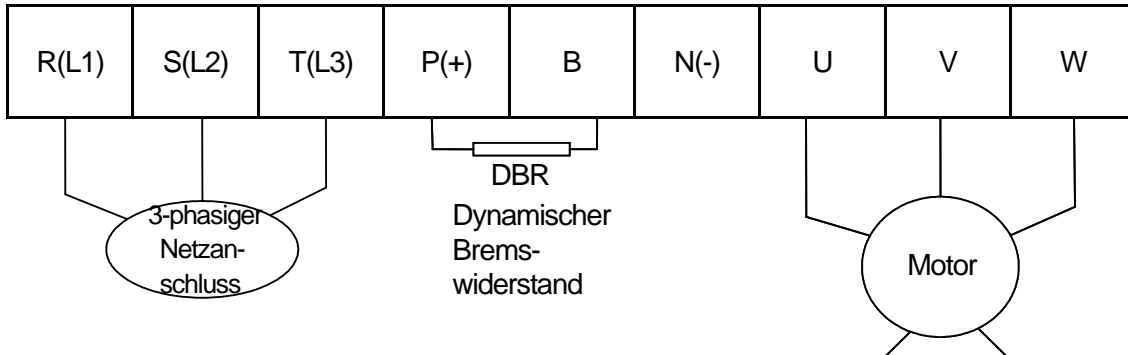 R(L1) S(L2) T(L3) P(+) B N(-) U V W
DBR
3-phasiger
Netzan-
schluss
Dynamischer
Brems-
widerstand
Motor